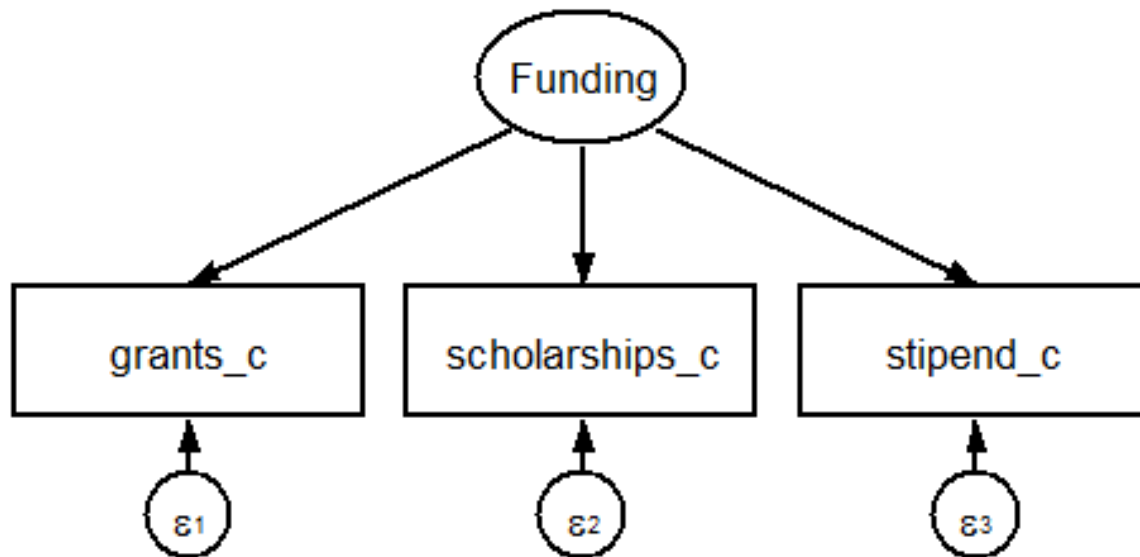 Funding
grants_c
scholarships_c
stipend_c
ε1
ε2
ε3